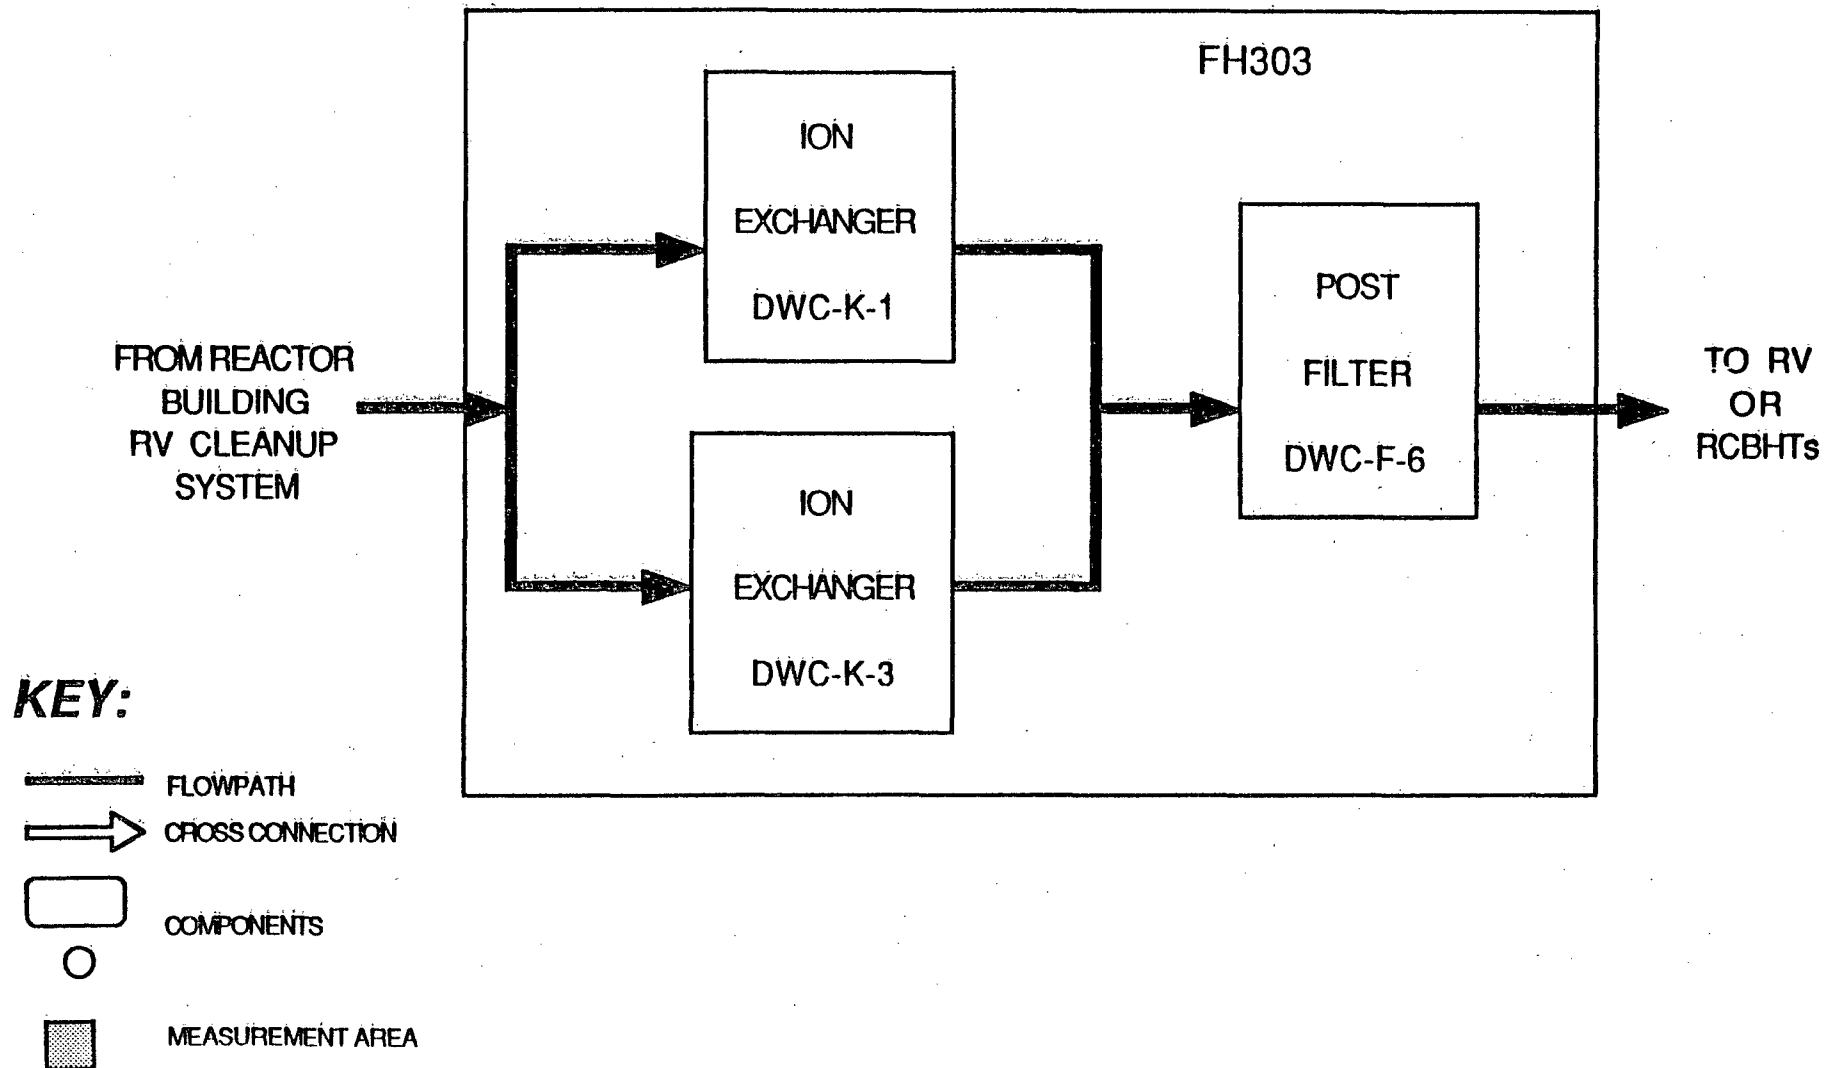 FH303
ION
EXCHANGER
DWC-K-1
POST
FILTER
DWC-F-6
FROM REACTOR
BUILDING
RV CLEANUP
SYSTEM
TO RV
OR
RCBHTs
ION
EXCHANGER
DWC-K-3
KEY:
FLOWPATH
CROSS CONNECTION
COMPONENTS
MEASUREMENT AREA